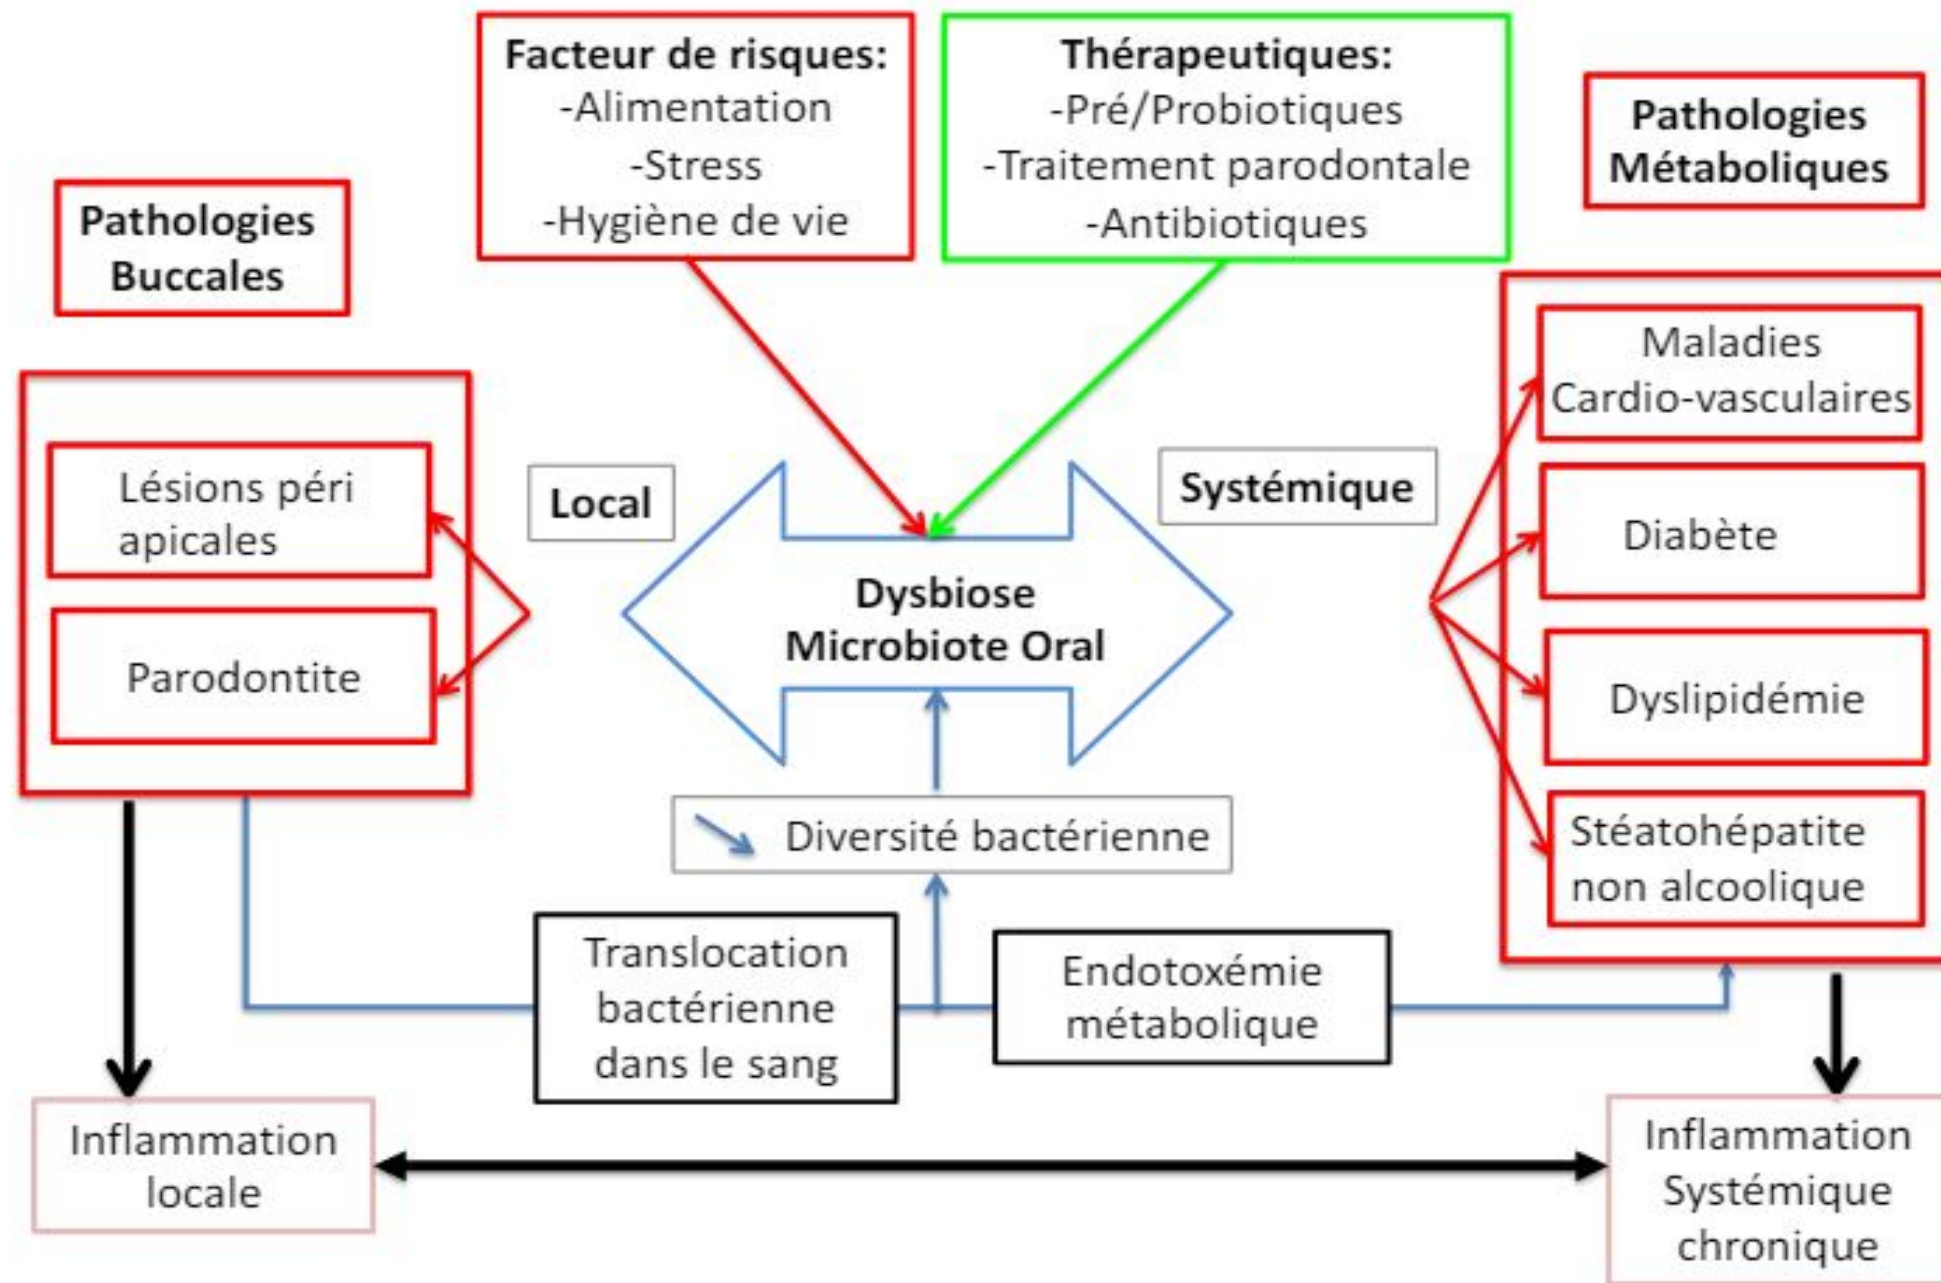 Facteur de risques:
-Alimentation
-Stress
-Hygiène de vie
Thérapeutiques:
-Pré/Probiotiques
-Traitement parodontale
-Antibiotiques
Pathologies
Métaboliques
Pathologies
Buccales
Maladies
Cardio-vasculaires
Lésions péri
apicales
Local
Systémique
Diabète
Dysbiose
Microbiote Oral
Parodontite
Dyslipidémie
Diversité bactérienne
Stéatohépatite
non alcoolique
Translocation
bactérienne
dans le sang
Endotoxémie
métabolique
Inflammation
locale
Inflammation
Systémique
chronique